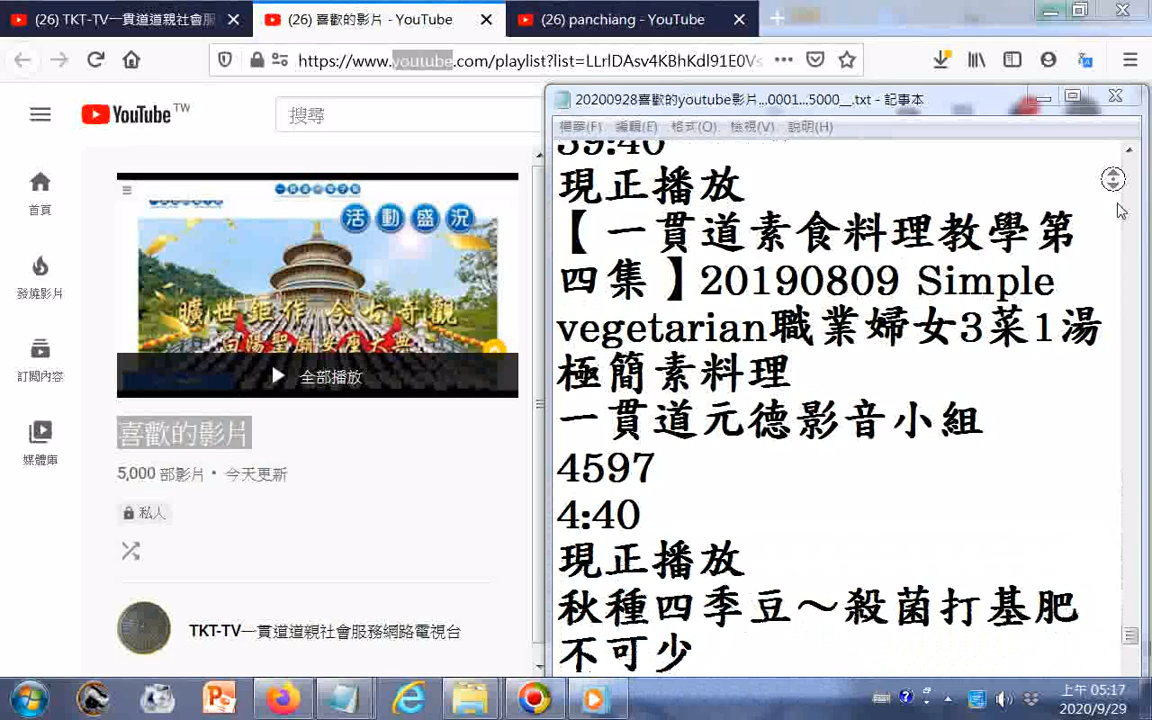 (26) TKT-TV一貫道道親社會服
(26) 喜歡的影片 - YouTube
(26) panchiang - YouTube
https://www.youtube.com/playlist?list=LLrlDAsv4KBhKdl91E0Vs
YouTube TW
搜尋
首頁
發燒影片
訂閱內容
媒體庫
活動盛況
曠世鉅作 今古奇觀
全部播放
喜歡的影片
5,000 部影片・今天更新
私人
TKT-TV一貫道道親社會服務網路電視台
20200928喜歡的youtube影片...0001...5000__.txt - 記事本
檔案(F) 編輯(E) 格式(O) 檢視(V) 說明(H)
39:40
現正播放
【一貫道素食料理教學第
四集】20190809 Simple
vegetarian職業婦女3菜1湯
極簡素料理
一貫道元德影音小組
4597
4:40
現正播放
秋種四季豆～殺菌打基肥
不可少
上午 05:17
2020/9/29